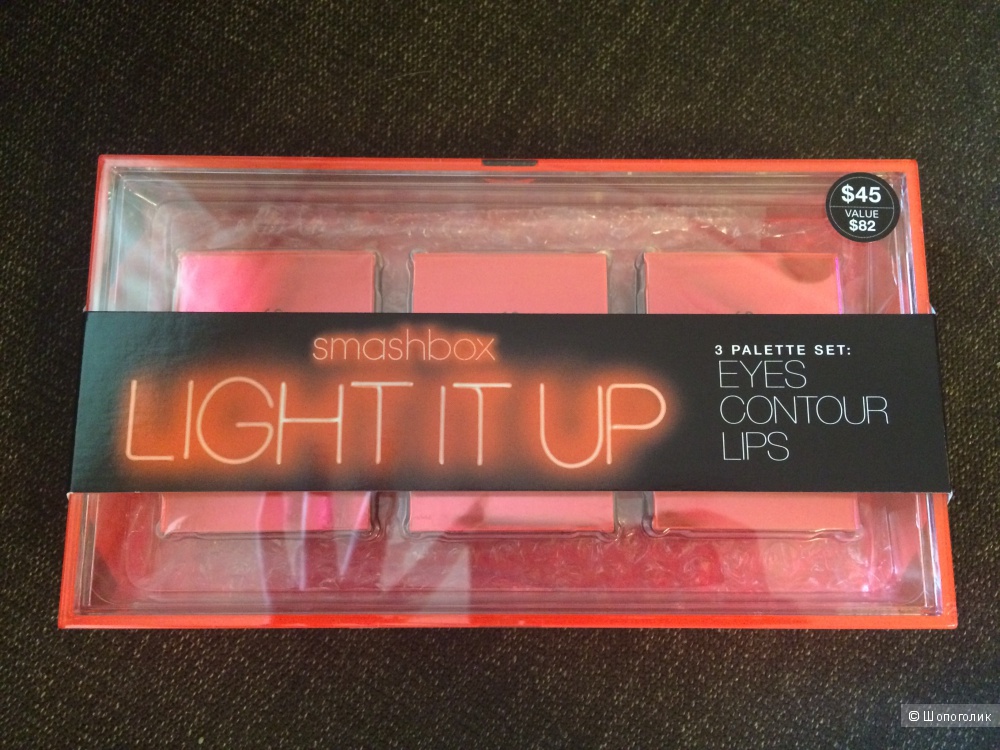 $45
VALUE
$82
smashbox
LIGHT IT UP
3 PALETTE SET:
EYES
CONTOUR
LIPS
© Шопоголик